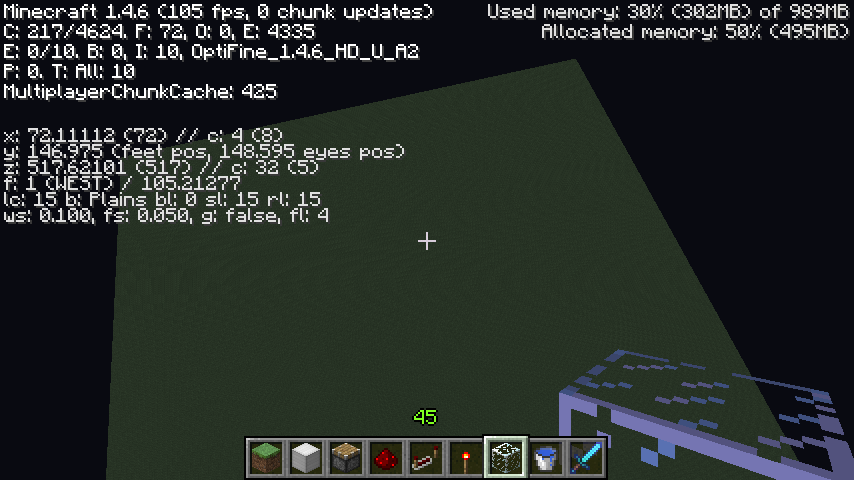 Minecraft 1.4.6 (105 fps, 0 chunk updates)
C: 217/4624. F: 72, O: 0, E: 4335
E: 0/10. B: 0, I: 10, OptiFine_1.4.6_HD_U_A2
P: 0. T: All: 10
MultiplayerChunkCache: 425
Used memory: 30% (302MB) of 989MB
Allocated memory: 50% (495MB)
x: 72.11112 (72) // c: 4 (8)
y: 146.975 (feet pos, 148.595 eyes pos)
z: 517.62101 (517) // c: 32 (5)
f: 1 (WEST) / 105.21277
lc: 15 b: Plains bl: 0 sl: 15 rl: 15
ws: 0.100, fs: 0.050, g: false, fl: 4
45